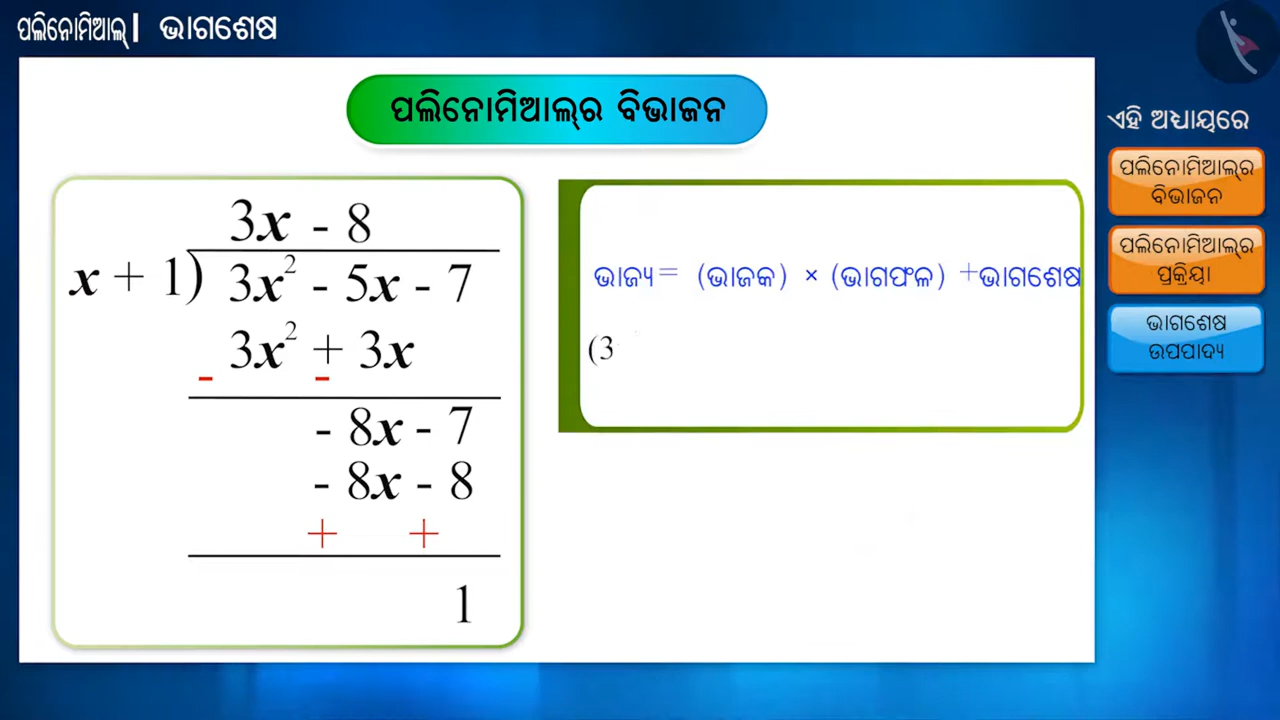 ପଲିନୋମିଆଲ୍ | ଭାଗଶେଷ
ପଲିନୋମିଆଲ୍‌ର ବିଭାଜନ
3x - 8
x + 1) 3x² - 5x - 7
3x² + 3x
- -
- 8x - 7
- 8x - 8
+ +
1
ଭାଜ୍ୟ = (ଭାଜକ) × (ଭାଗଫଳ) +ଭାଗଶେଷ
(3
ଏହି ଅଧ୍ୟାୟରେ
ପଲିନୋମିଆଲ୍‌ର
ବିଭାଜନ
ପଲିନୋମିଆଲ୍‌ର
ପ୍ରକ୍ରିୟା
ଭାଗଶେଷ
ଉପପାଦ୍ୟ